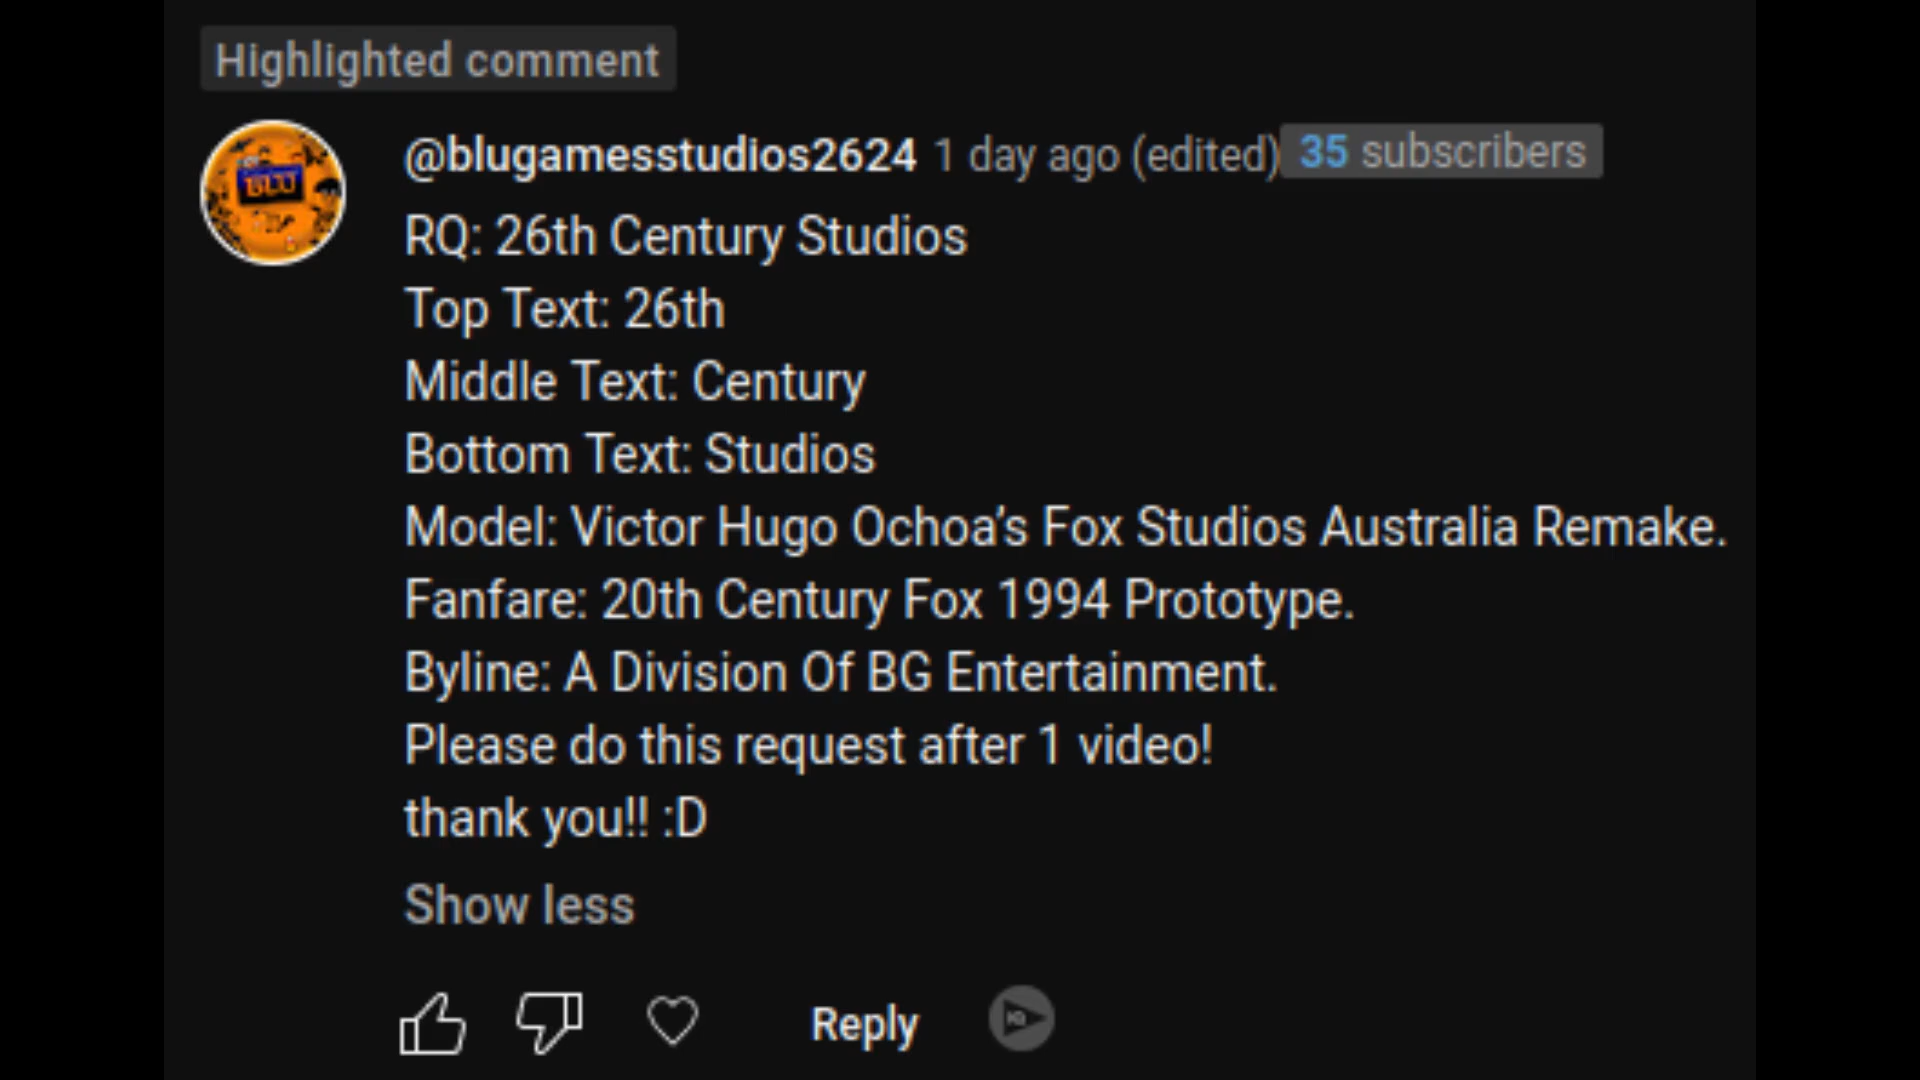 Highlighted comment
@blugamesstudios2624 1 day ago (edited) 35 subscribers
RQ: 26th Century Studios
Top Text: 26th
Middle Text: Century
Bottom Text: Studios
Model: Victor Hugo Ochoa’s Fox Studios Australia Remake.
Fanfare: 20th Century Fox 1994 Prototype.
Byline: A Division Of BG Entertainment.
Please do this request after 1 video!
thank you!! :D
Show less
Reply